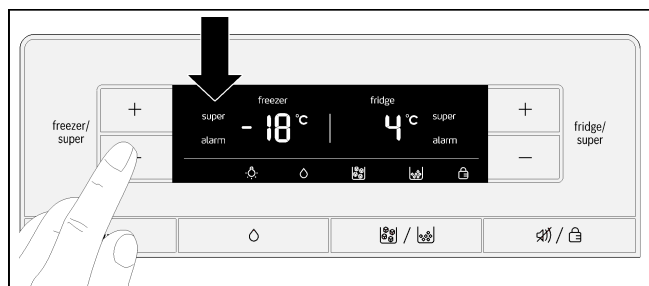 freezer/
super
+
−
freezer
super
alarm
- 18 °C
fridge
4 °C
super
alarm
+
−
fridge/
super
/
/